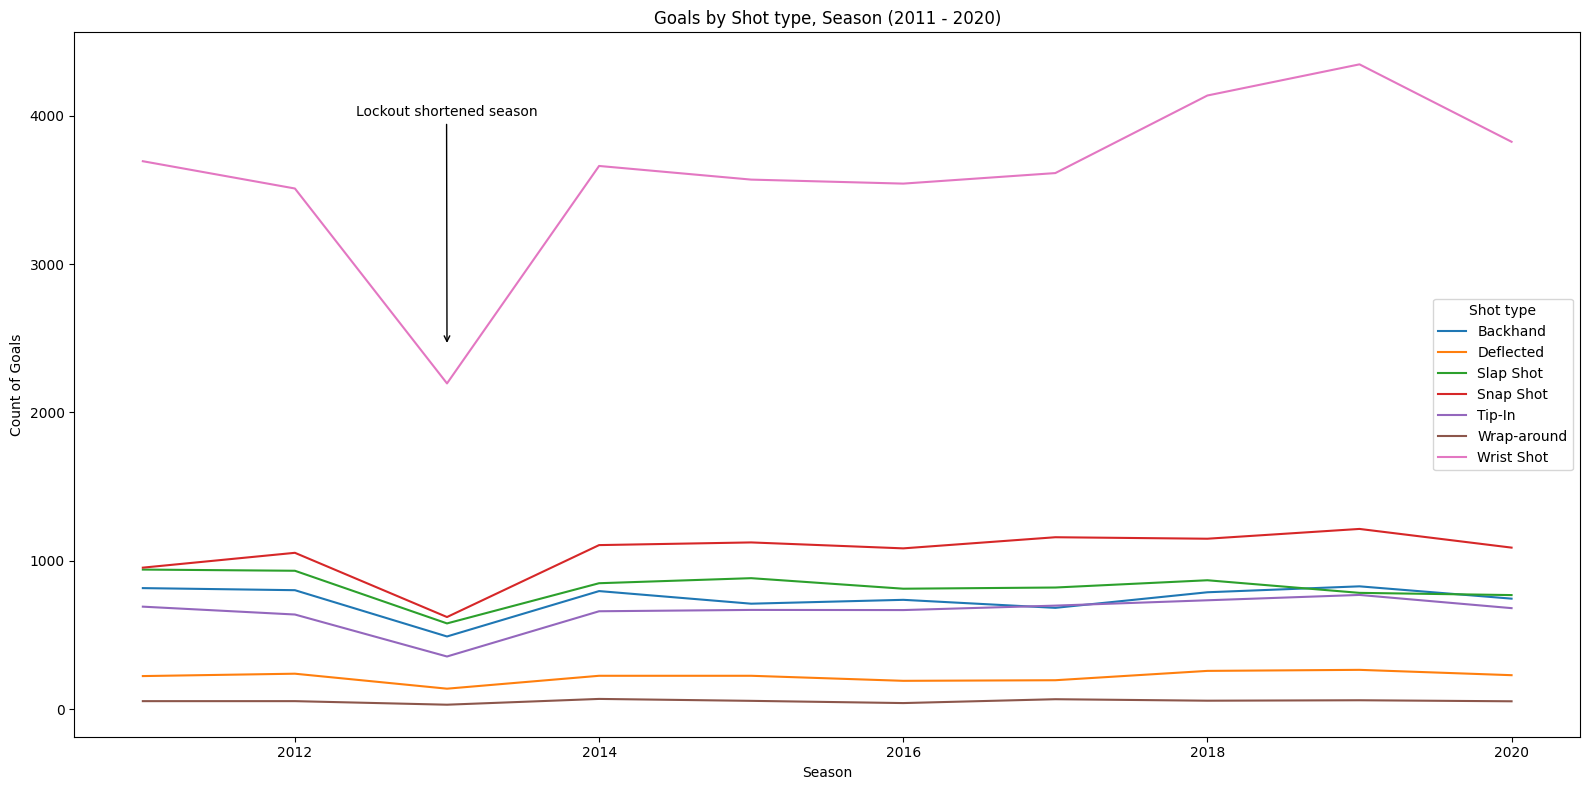 Goals by Shot type, Season (2011 - 2020)
Count of Goals
4000
3000
2000
1000
0
Lockout shortened season
Shot type
Backhand
Deflected
Slap Shot
Snap Shot
Tip-In
Wrap-around
Wrist Shot
2012
2014
2016
2018
2020
Season